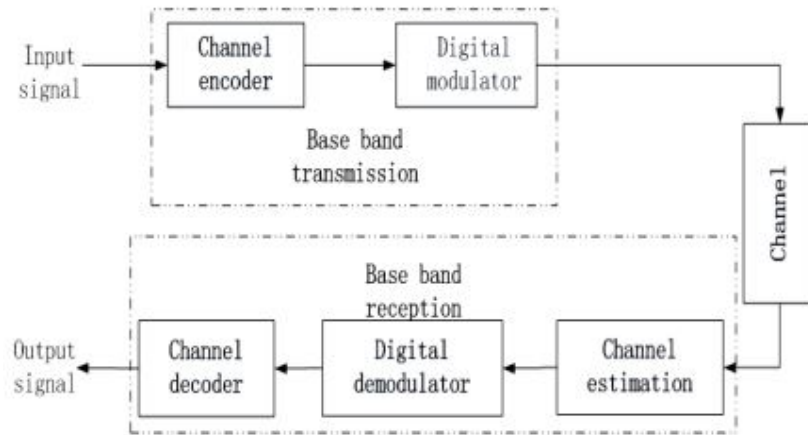 Input
signal
Channel
encoder
Digital
modulator
Base band
transmission
Channel
Base band
reception
Output
signal
Channel
decoder
Digital
demodulator
Channel
estimation